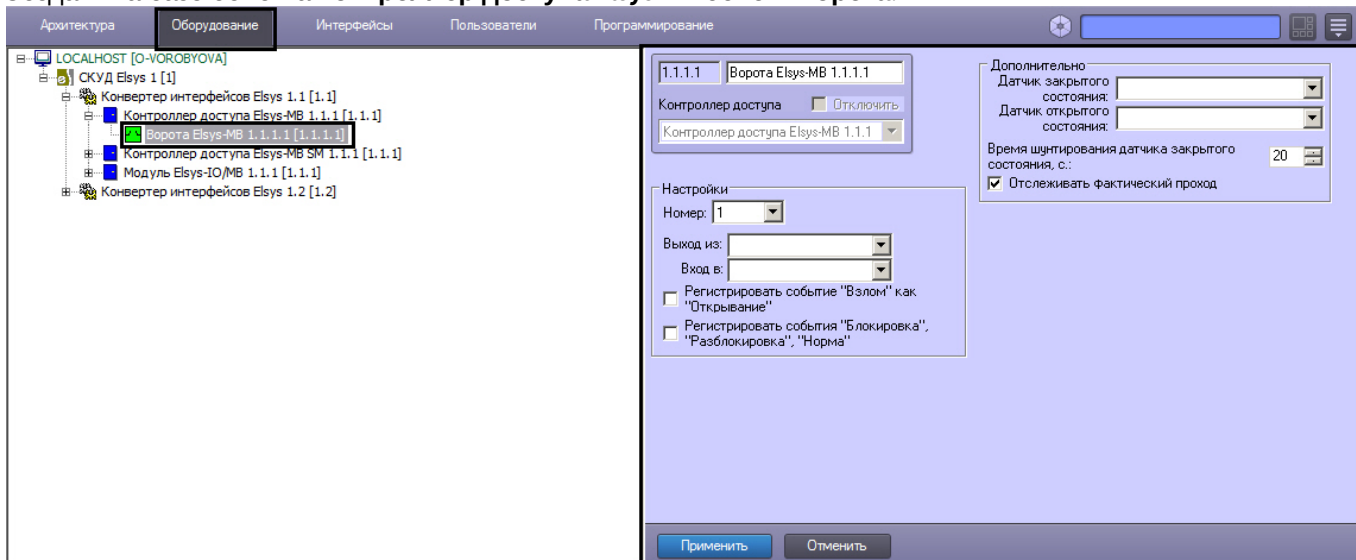 Архитектура
Оборудование
Интерфейсы
Пользователи
Программирование
LOCALHOST [O-VOROBYOVA]
СКУД Elsys 1 [1]
Конвертер интерфейсов Elsys 1.1 [1.1]
Контроллер доступа Elsys-MB 1.1.1 [1.1.1]
Ворота Elsys-MB 1.1.1.1 [1.1.1.1]
Контроллер доступа Elsys-MB SM 1.1.1 [1.1.1]
Модуль Elsys-IO/MB 1.1.1 [1.1.1]
Конвертер интерфейсов Elsys 1.2 [1.2]
1.1.1.1 Ворота Elsys-MB 1.1.1.1
Контроллер доступа Отключить
Контроллер доступа Elsys-MB 1.1.1
Настройки
Номер: 1
Выход из:
Вход в:
Регистрировать событие "Взлом" как
"Открывание"
Регистрировать события "Блокировка",
"Разблокировка", "Норма"
Дополнительно
Датчик закрытого
состояния:
Датчик открытого
состояния:
Время шунтирования датчика закрытого
состояния, с.: 20
Отслеживать фактический проход
Применить
Отменить